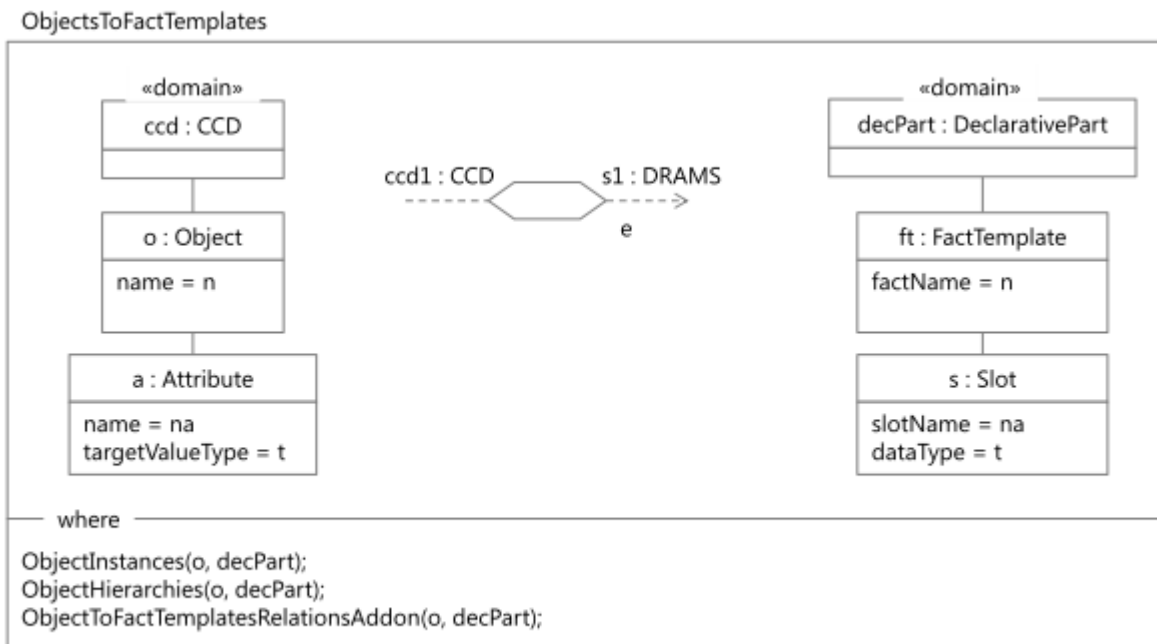 ObjectsToFactTemplates
«domain»
ccd : CCD
o : Object
name = n
a : Attribute
name = na
targetValueType = t
ccd1 : CCD
s1 : DRAMS
e
«domain»
decPart : DeclarativePart
ft : FactTemplate
factName = n
s : Slot
slotName = na
dataType = t
where
ObjectInstances(o, decPart);
ObjectHierarchies(o, decPart);
ObjectToFactTemplatesRelationsAddon(o, decPart);